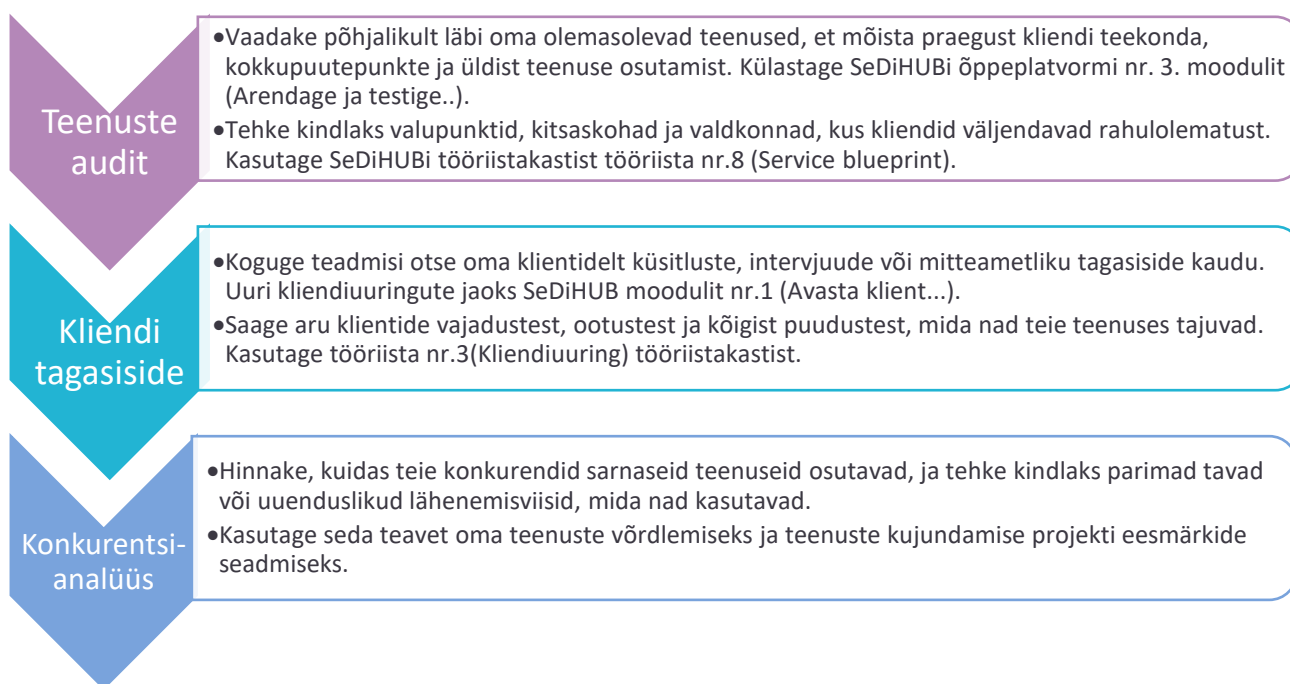 Teenuste
audit
•Vaadake põhjalikult läbi oma olemasolevad teenused, et mõista praegust kliendi teekonda,
kokkupuutepunkte ja üldist teenuse osutamist. Külastage SeDiHUBi õppeplatvormi nr. 3. moodulit
(Arendage ja testige..).
•Tehke kindlaks valupunktid, kitsaskohad ja valdkonnad, kus kliendid väljendavad rahulolematust.
Kasutage SeDiHUBi tööriistakastist tööriista nr.8 (Service blueprint).
Kliendi
tagasiside
•Koguge teadmisi otse oma klientidelt küsitluste, intervjuude või mitteametliku tagasiside kaudu.
Uuri kliendiuuringute jaoks SeDiHUB moodulit nr.1 (Avasta klient...).
•Saage aru klientide vajadustest, ootustest ja kõigist puudustest, mida nad teie teenuses tajuvad.
Kasutage tööriista nr.3(Kliendiuuring) tööriistakastist.
Konkurentsi-
analüüs
•Hinnake, kuidas teie konkurendid sarnaseid teenuseid osutavad, ja tehke kindlaks parimad tavad
või uuenduslikud lähenemisviisid, mida nad kasutavad.
•Kasutage seda teavet oma teenuste võrdlemiseks ja teenuste kujundamise projekti eesmärkide
seadmiseks.